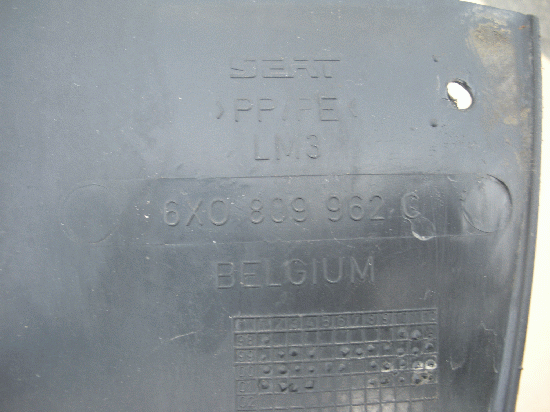 SEAT
>PP/PE<
LM3
6X0 809 962 C
BELGIUM